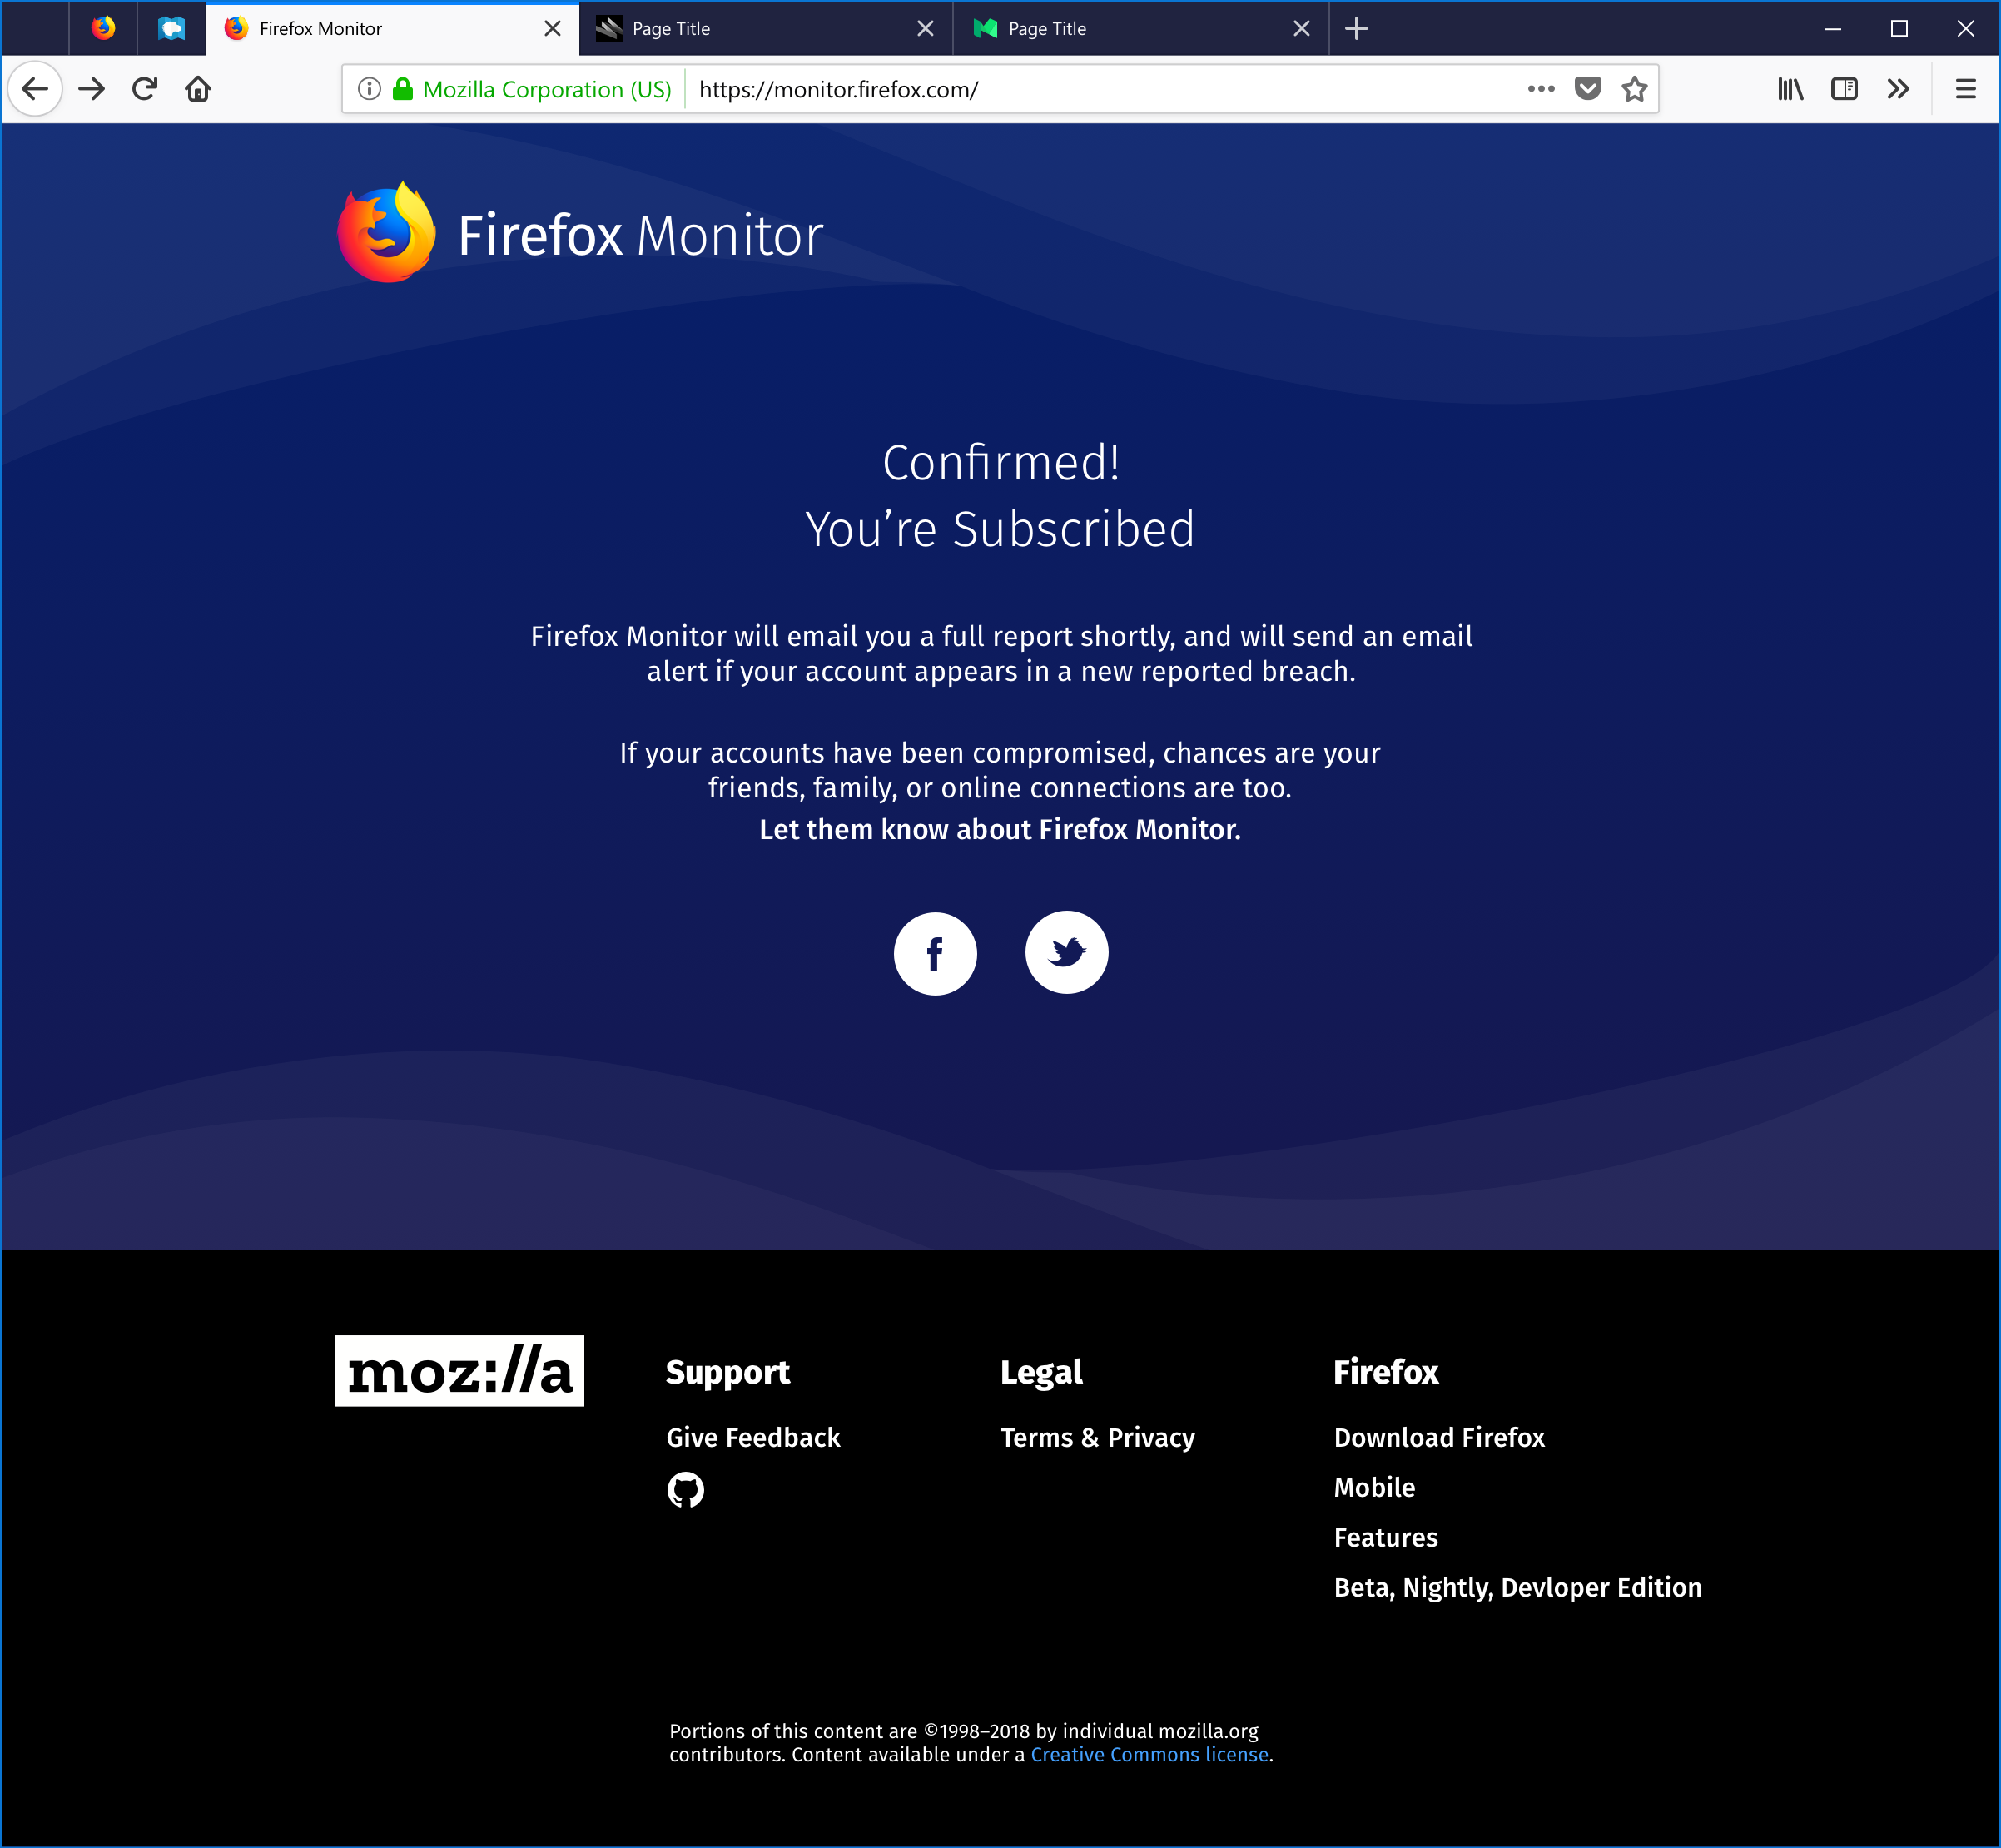 Firefox Monitor
Page Title
Page Title
Mozilla Corporation (US)
https://monitor.firefox.com/
Firefox Monitor
Confirmed!
You’re Subscribed
Firefox Monitor will email you a full report shortly, and will send an email
alert if your account appears in a new reported breach.
If your accounts have been compromised, chances are your
friends, family, or online connections are too.
Let them know about Firefox Monitor.
moz://a
Support
Give Feedback
Legal
Terms & Privacy
Firefox
Download Firefox
Mobile
Features
Beta, Nightly, Devloper Edition
Portions of this content are ©1998–2018 by individual mozilla.org
contributors. Content available under a Creative Commons license.